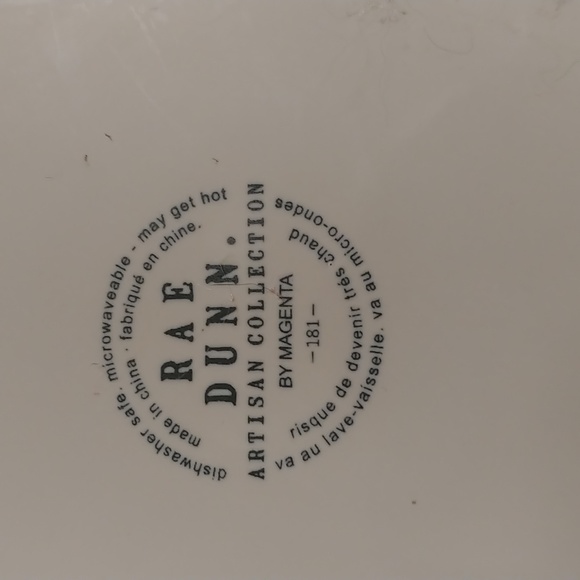 dishwasher safe. microwaveable - may get hot
made in china · fabriqué en chine.
RAE
DUNN.
ARTISAN COLLECTION
BY MAGENTA
-181-
risque de devenir très chaud
va au lave-vaisselle. va au micro-ondes